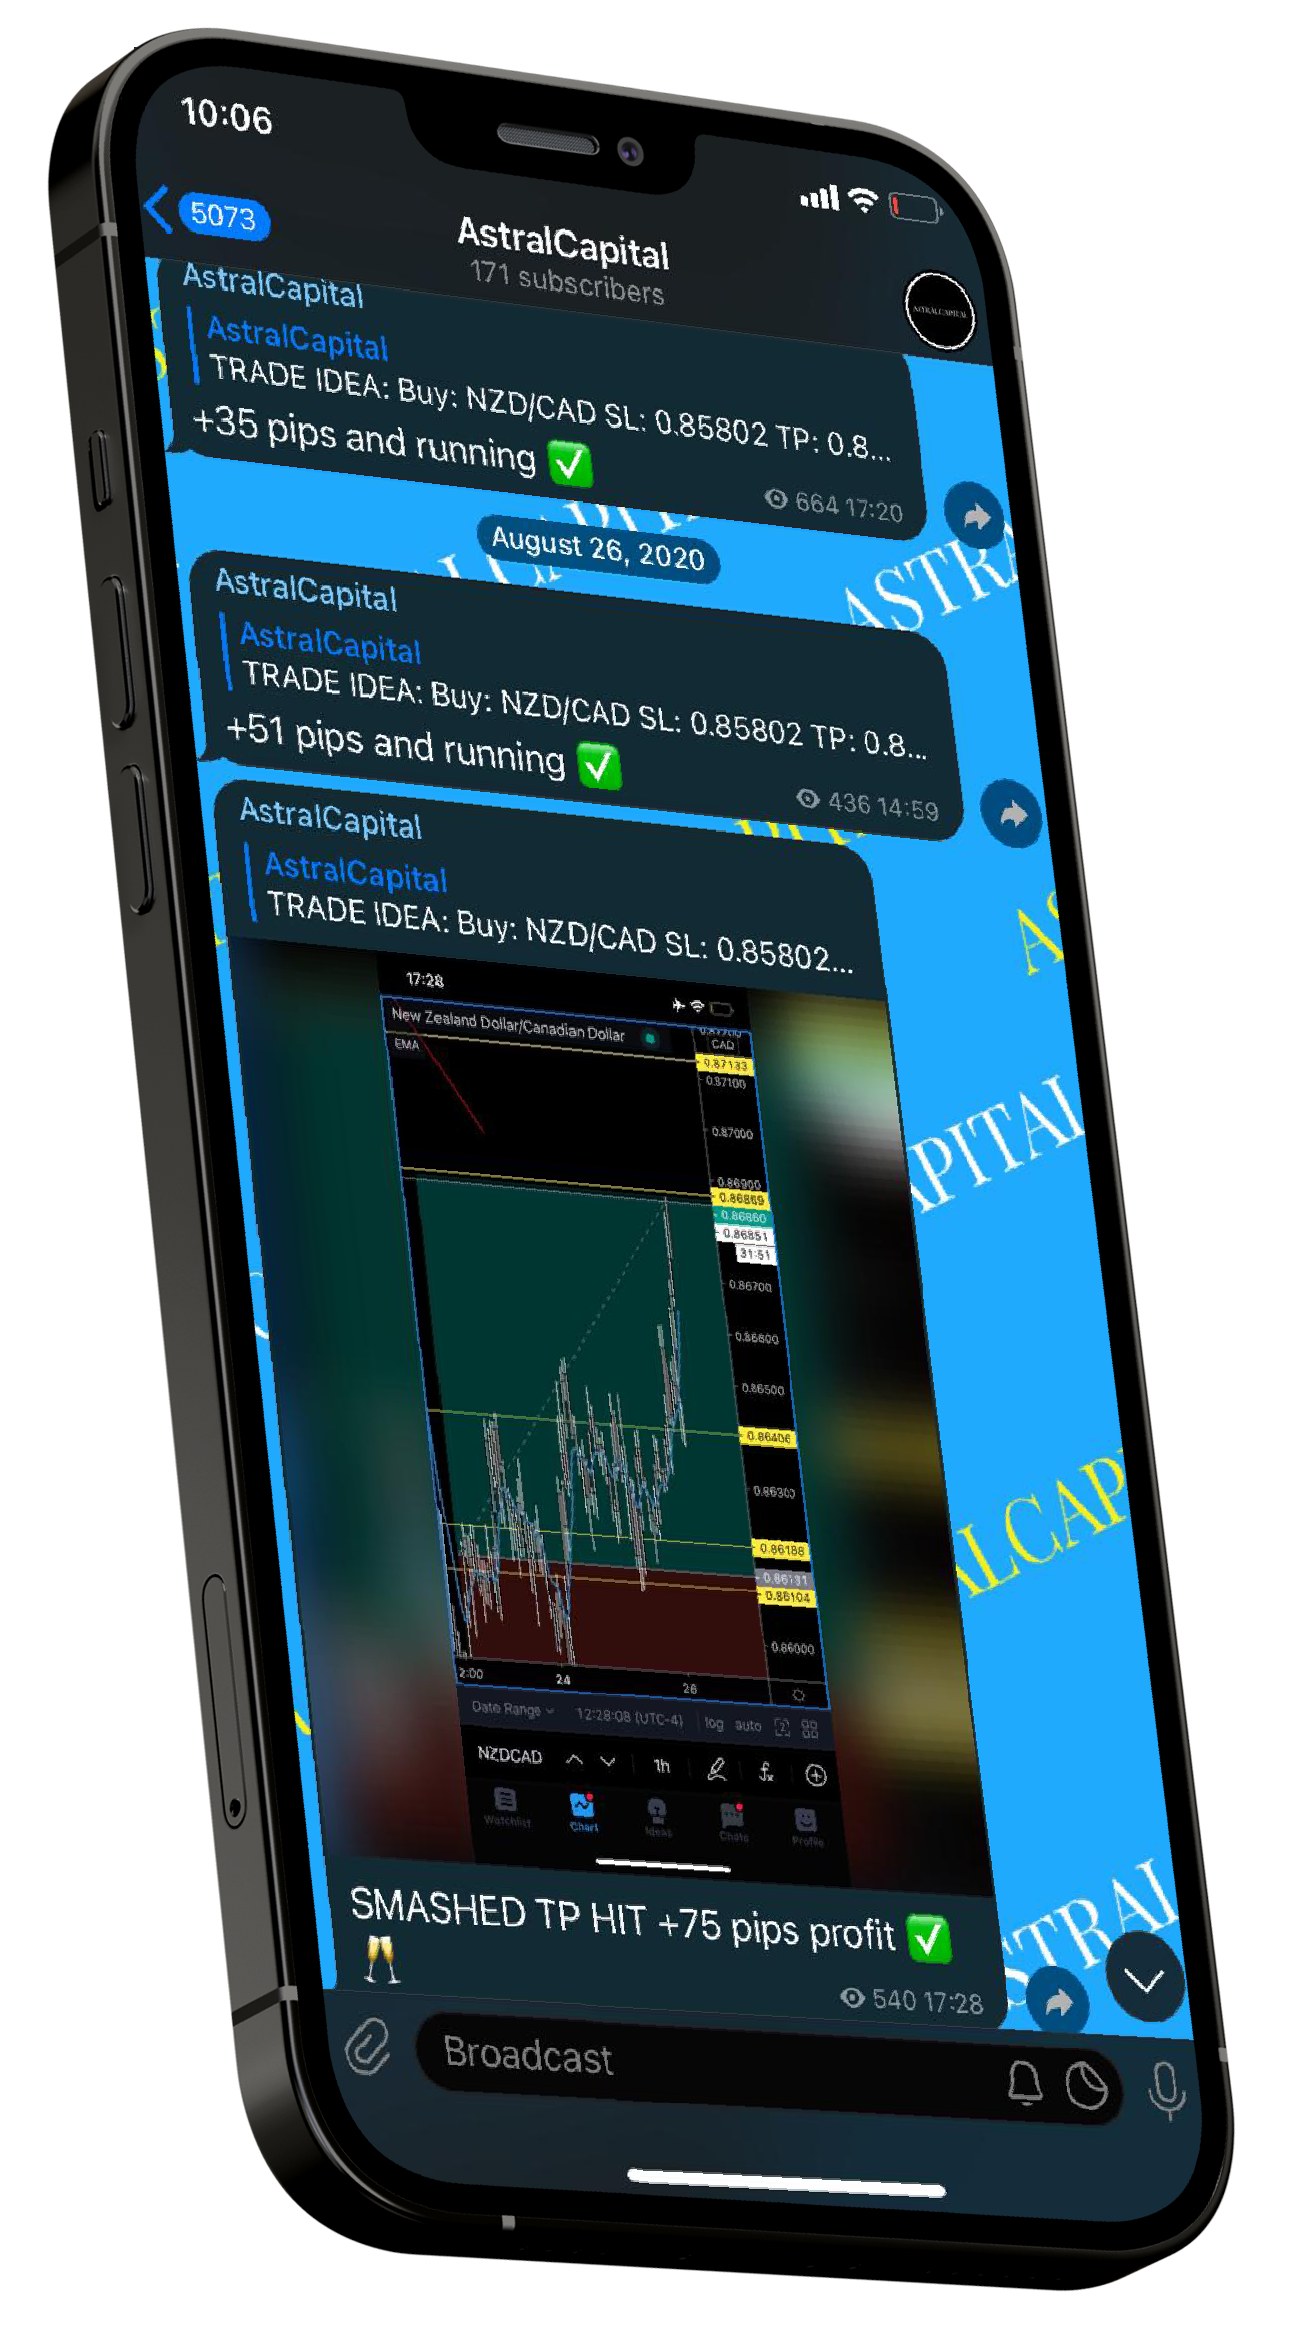 10:06
5073
AstralCapital
171 subscribers
ASTRALCAPITAL
AstralCapital
AstralCapital
TRADE IDEA: Buy: NZD/CAD SL: 0.85802 TP: 0.8...
+35 pips and running
664 17:20
August 26, 2020
ASTRA
AstralCapital
AstralCapital
TRADE IDEA: Buy: NZD/CAD SL: 0.85802 TP: 0.8...
+51 pips and running
436 14:59
AstralCapital
AstralCapital
TRADE IDEA: Buy: NZD/CAD SL: 0.85802...
17:28
New Zealand Dollar/Canadian Dollar
CAD
EMA
0.87133
0.87100
0.87000
0.86900
0.86869
0.86860
0.86851
31:51
0.86700
0.86600
0.86500
0.86406
0.86300
0.86188
0.86131
0.86104
0.86000
2:00
24
26
Date Range
12:28:08 (UTC-4)
log
auto
NZDCAD
1h
fx
Watchlist
Chart
Ideas
Chats
Profile
APITAL
ALCAP
STRAL
SMASHED TP HIT +75 pips profit
540 17:28
Broadcast